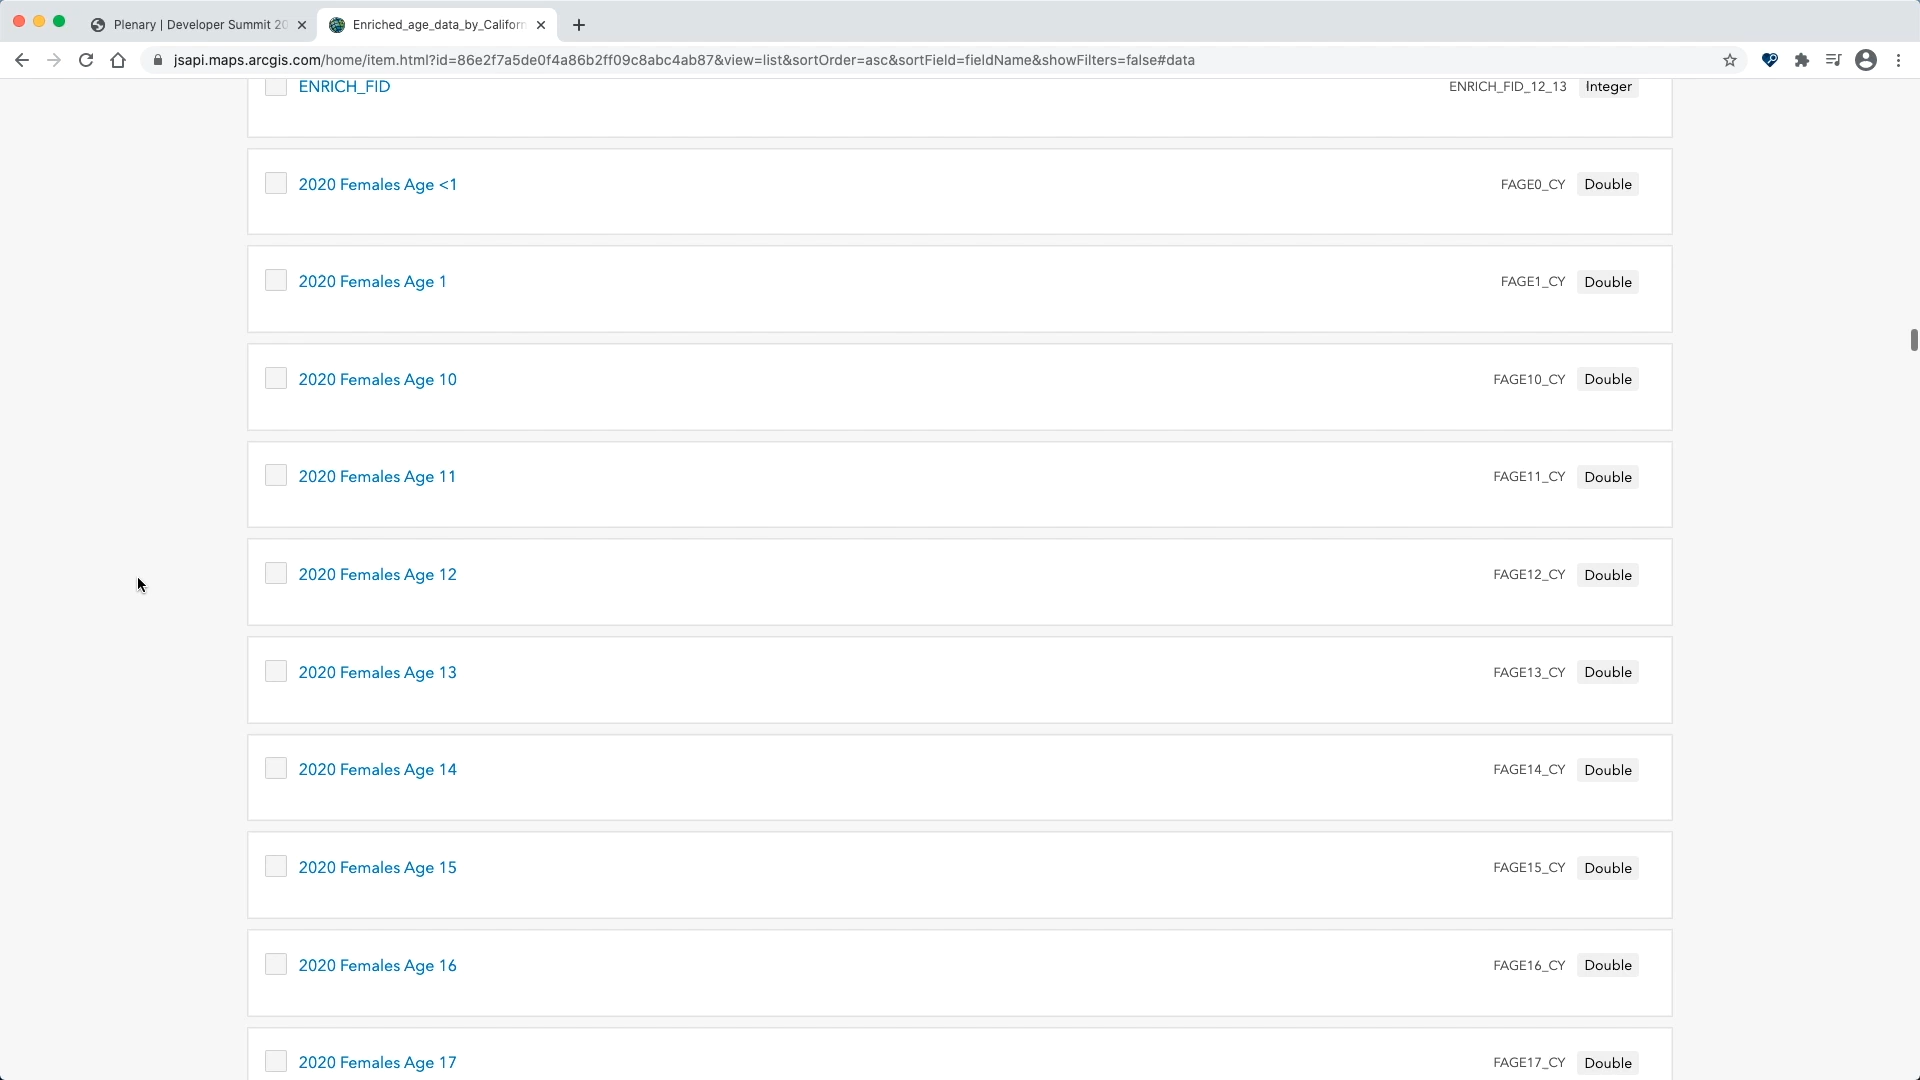 Plenary | Developer Summit 20
Enriched_age_data_by_Californ
jsapi.maps.arcgis.com/home/item.html?id=86e2f7a5de0f4a86b2ff09c8abc4ab87&view=list&sortOrder=asc&sortField=fieldName&showFilters=false#data
ENRICH_FID ENRICH_FID_12_13 Integer
2020 Females Age <1 FAGE0_CY Double
2020 Females Age 1 FAGE1_CY Double
2020 Females Age 10 FAGE10_CY Double
2020 Females Age 11 FAGE11_CY Double
2020 Females Age 12 FAGE12_CY Double
2020 Females Age 13 FAGE13_CY Double
2020 Females Age 14 FAGE14_CY Double
2020 Females Age 15 FAGE15_CY Double
2020 Females Age 16 FAGE16_CY Double
2020 Females Age 17 FAGE17_CY Double